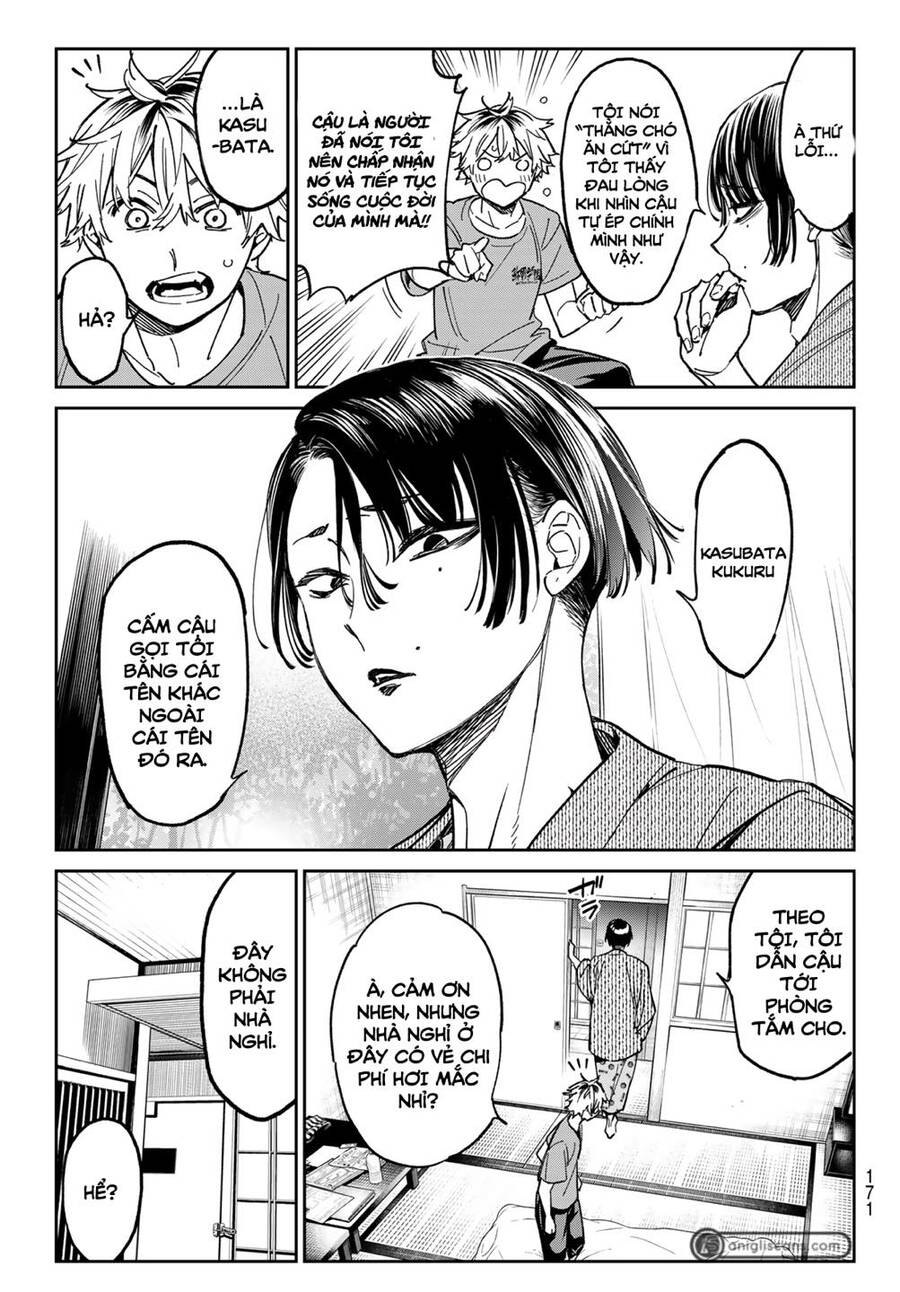 À THỨ
LỖI...
TÔI NÓI
"THẰNG CHÓ
ĂN CỨT" VÌ
TÔI THẤY
ĐAU LÒNG
KHI NHÌN CẬU
TỰ ÉP CHÍNH
MÌNH NHƯ
VẬY.
CẬU LÀ NGƯỜI
ĐÃ NÓI TÔI
NÊN CHẤP NHẬN
NÓ VÀ TIẾP TỤC
SỐNG CUỘC ĐỜI
CỦA MÌNH MÀ!!
...LÀ
KASU
-BATA.
HẢ?
KASUBATA
KUKURU
CẤM CẬU
GỌI TÔI
BẰNG CÁI
TÊN KHÁC
NGOÀI
CÁI TÊN
ĐÓ RA.
THEO
TÔI, TÔI
DẪN CẬU
TỚI
PHÒNG
TẮM CHO.
ガラ
À, CẢM ƠN
NHEN, NHƯNG
NHÀ NGHỈ Ở
ĐÂY CÓ VẺ CHI
PHÍ HƠI MẮC
NHỈ?
ĐÂY
KHÔNG
PHẢI
NHÀ
NGHỈ.
HỂ?
171